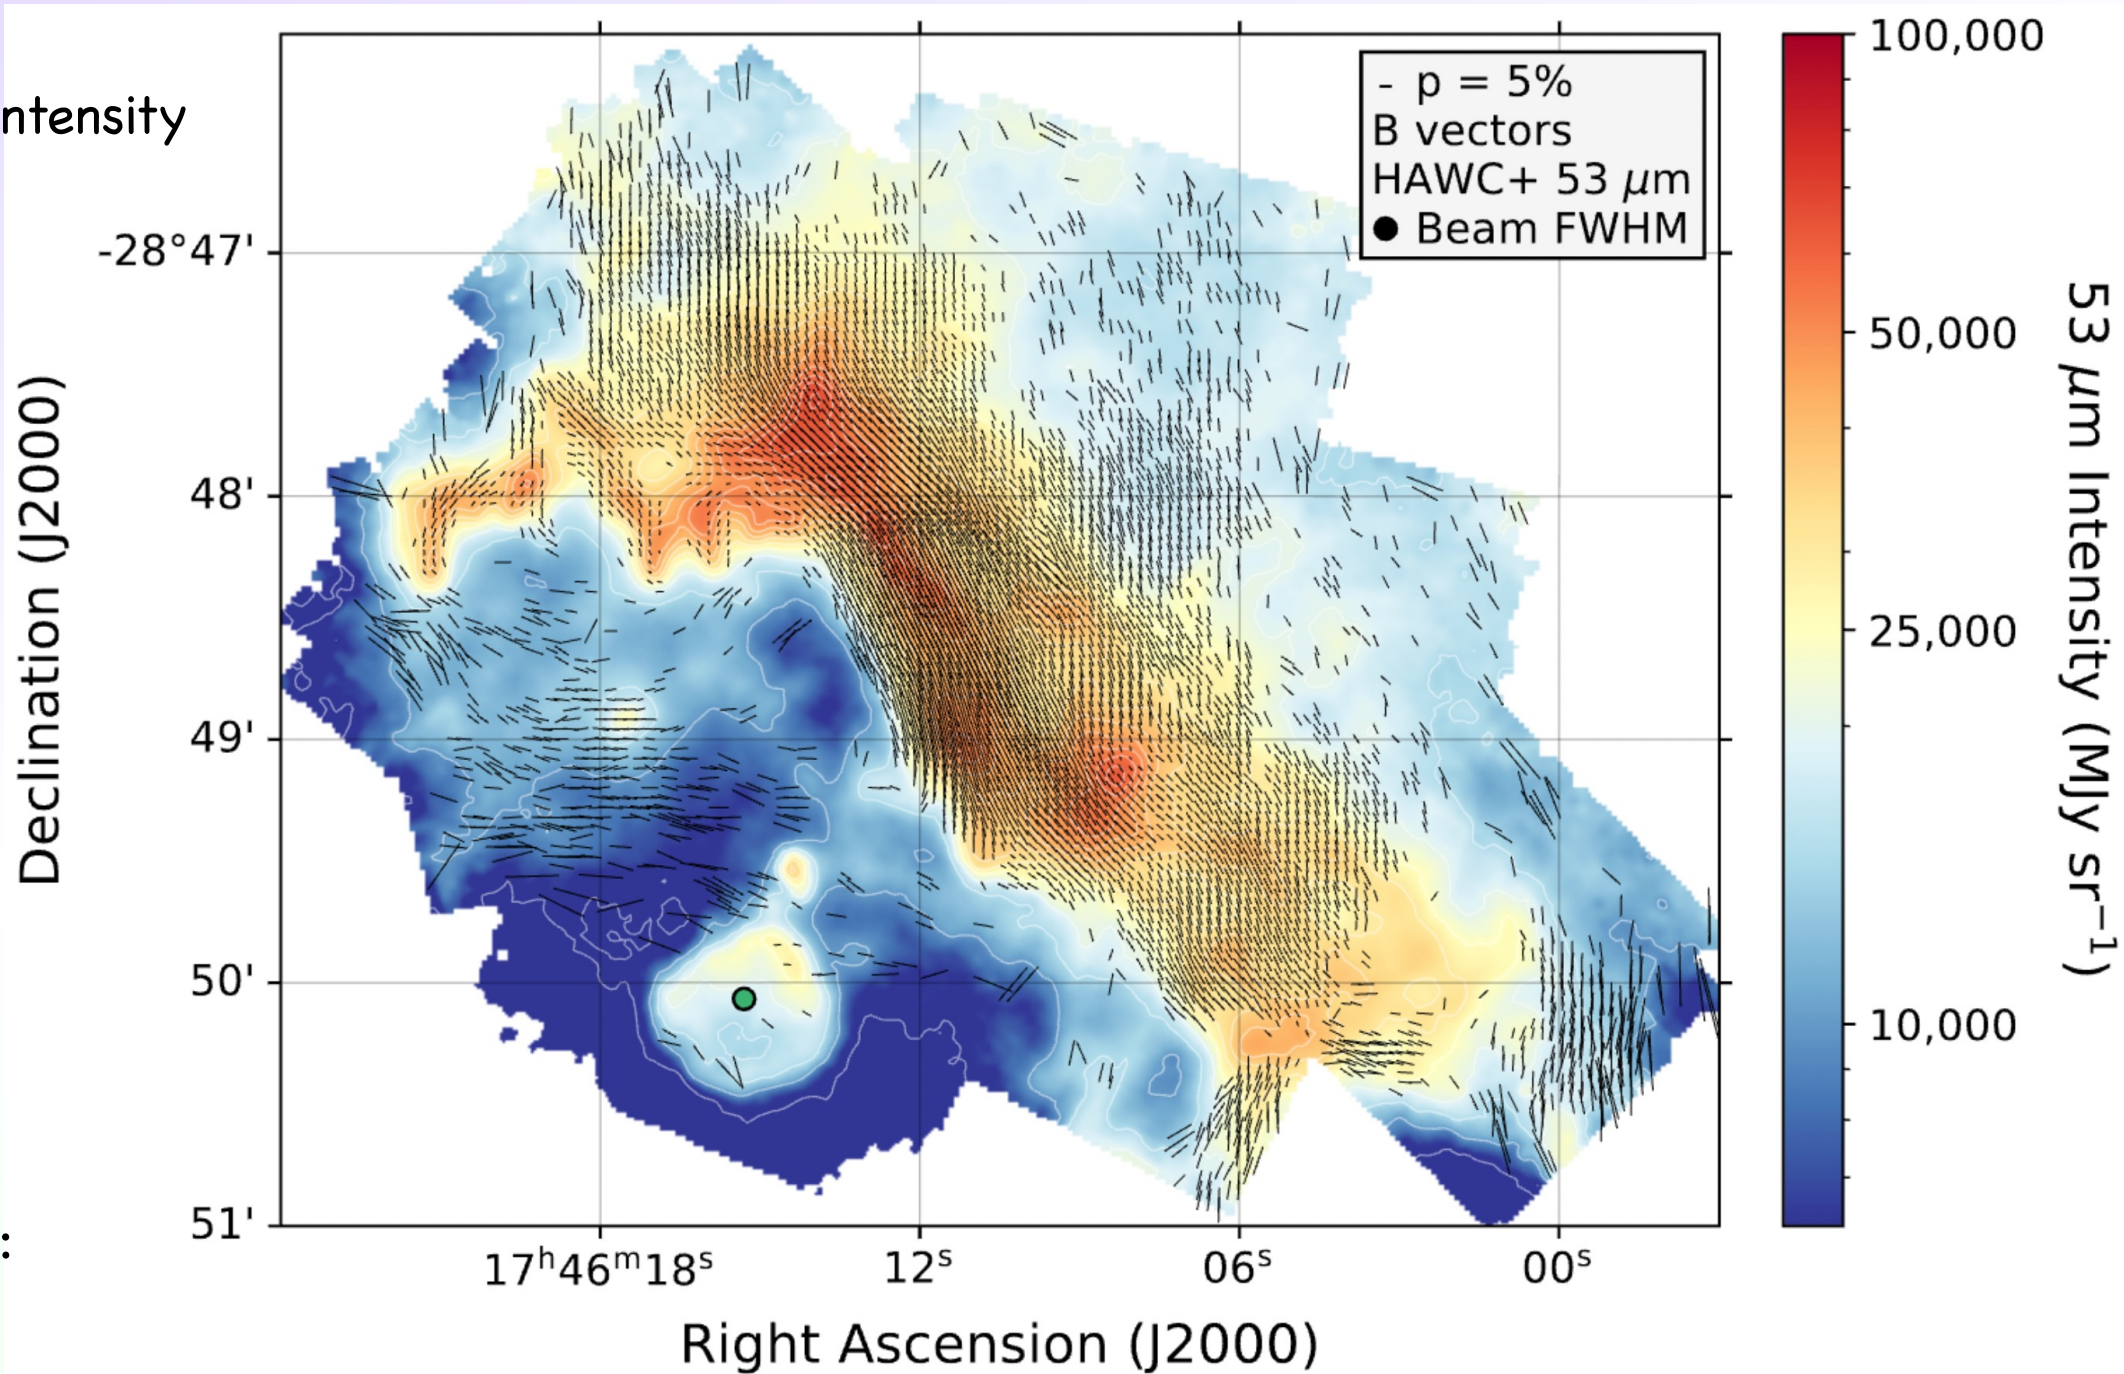 ntensity
- p = 5%
B vectors
HAWC+ 53 μm
● Beam FWHM
-28°47'
48'
49'
50'
51'
Declination (J2000)
17ʰ46ᵐ18ˢ
12ˢ
06ˢ
00ˢ
Right Ascension (J2000)
100,000
50,000
25,000
10,000
53 μm Intensity (MJy sr⁻¹)
: